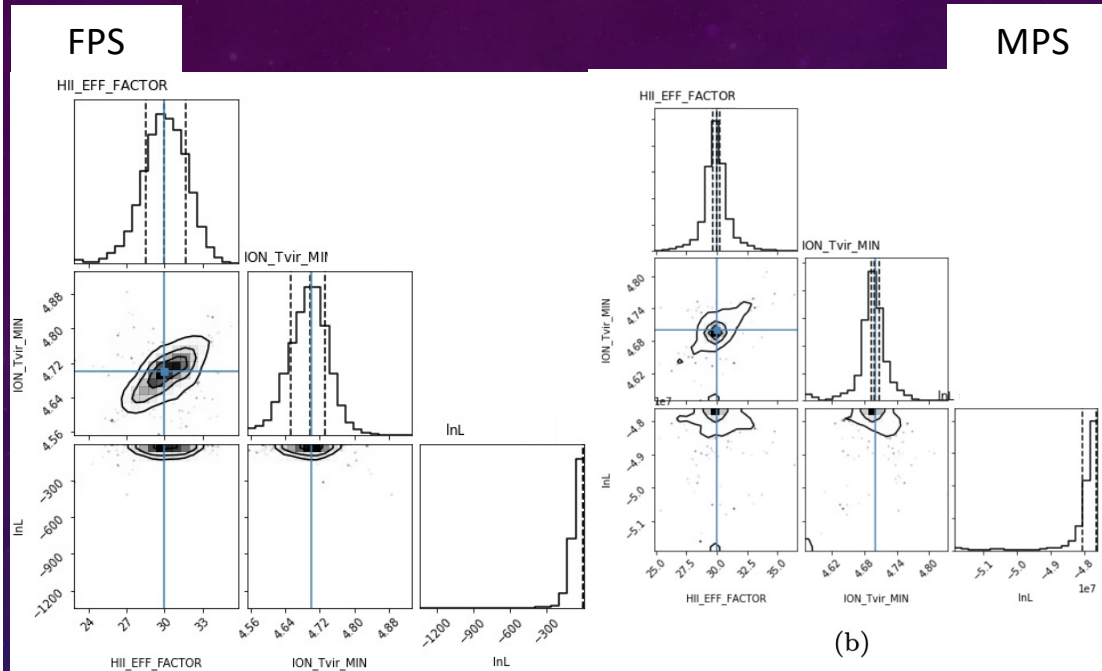 FPS
MPS
HII_EFF_FACTOR
ION_Tvir_MIN
4.88
4.80
4.72
4.64
4.56
ION_Tvir_MIN
lnL
−300
−600
−900
−1200
lnL
24
27
30
33
HII_EFF_FACTOR
4.56
4.64
4.72
4.80
4.88
ION_Tvir_MIN
−1200
−900
−600
−300
lnL
HII_EFF_FACTOR
ION_Tvir_MIN
4.80
4.74
4.68
4.62
ION_Tvir_MIN
1e7
lnL
−4.8
−4.9
−5.0
−5.1
lnL
25.0
27.5
30.0
32.5
35.0
HII_EFF_FACTOR
4.62
4.68
4.74
4.80
ION_Tvir_MIN
−5.1
−5.0
−4.9
−4.8
1e7
lnL
(b)